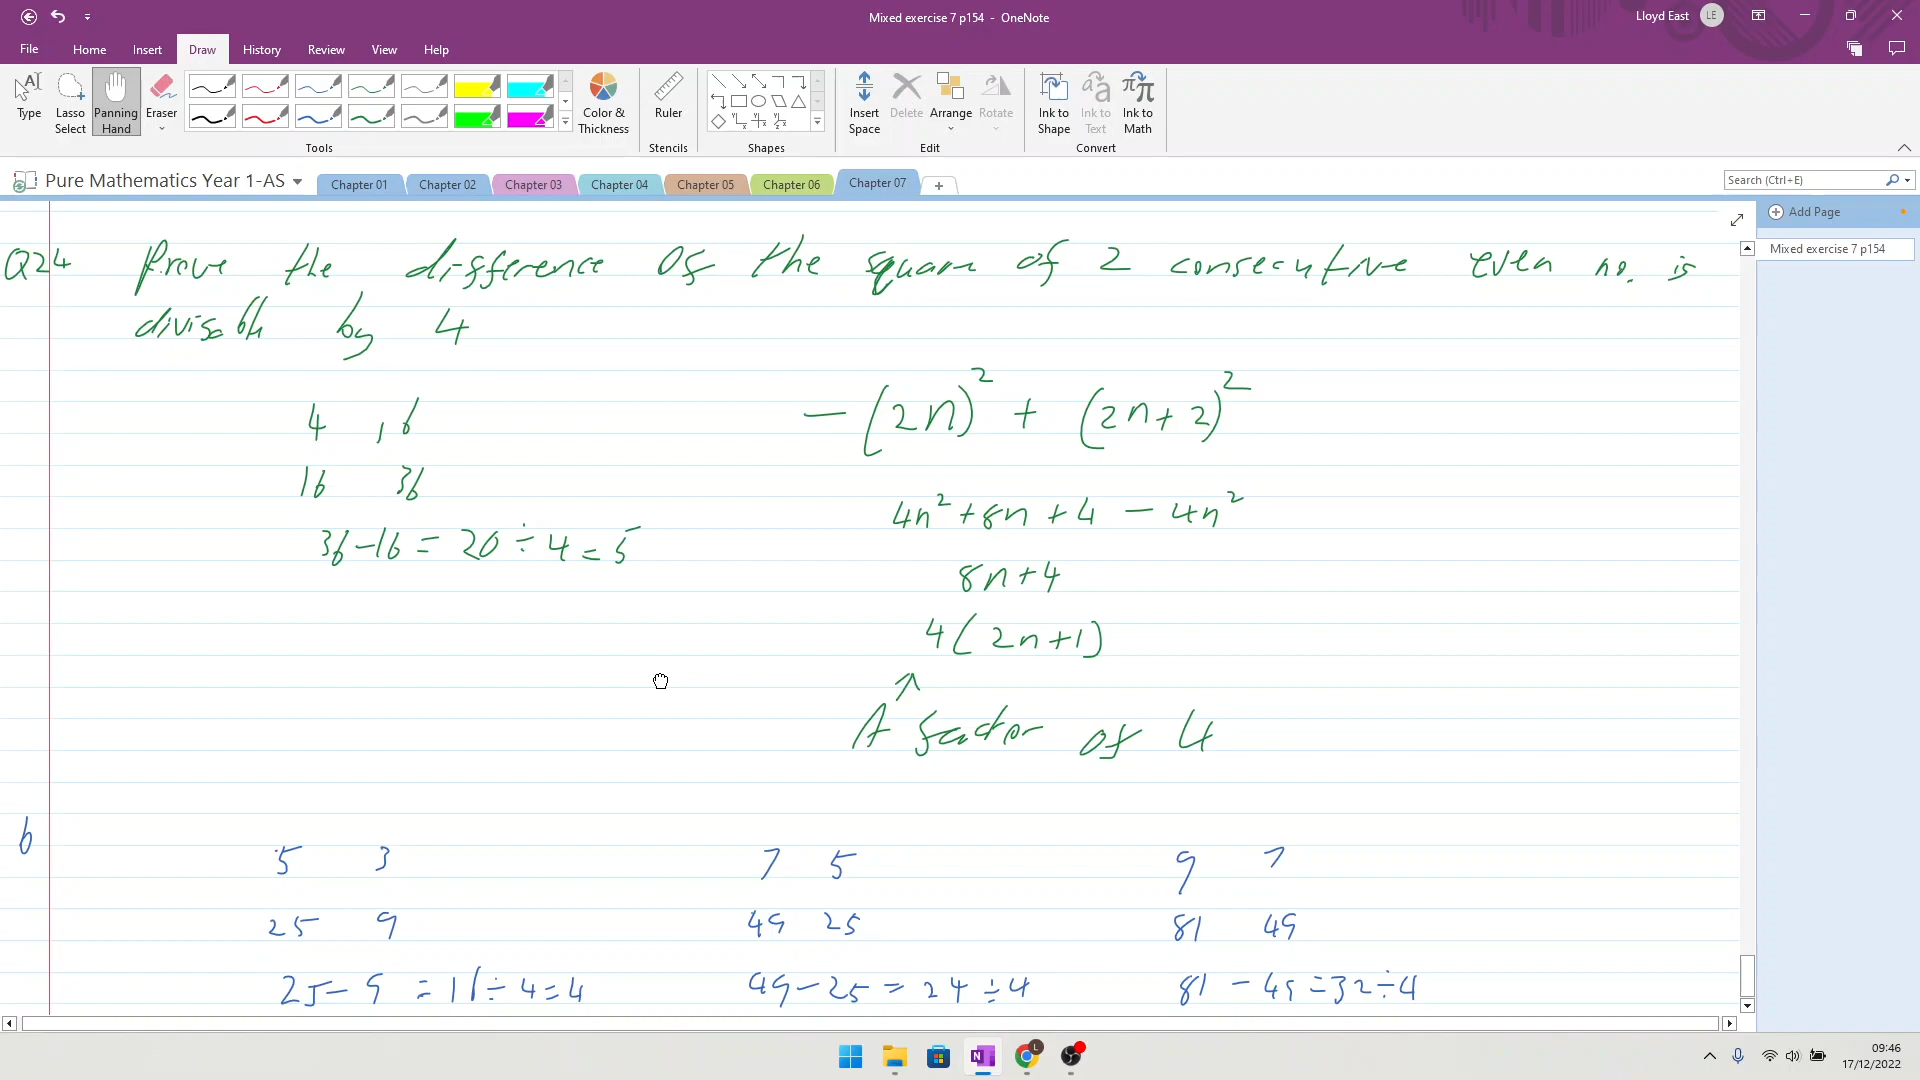 Mixed exercise 7 p154 - OneNote
Lloyd East LE
File Home Insert Draw History Review View Help
Type Lasso Select Panning Hand Eraser
Color & Thickness
Ruler
Insert Space Delete Arrange Rotate
Ink to Shape Ink to Text Ink to Math
Tools Stencils Shapes Edit Convert
Pure Mathematics Year 1-AS Chapter 01 Chapter 02 Chapter 03 Chapter 04 Chapter 05 Chapter 06 Chapter 07
Search (Ctrl+E)
Add Page
Mixed exercise 7 p154
Q24 Prove the difference of the square of 2 consecutive even no. is
divisable by 4
4 , 6
16 36
36-16 = 20 ÷ 4 = 5
- (2n)² + (2n+2)²
4n² + 8n + 4 - 4n²
8n+4
4(2n+1)
A factor of 4
b
5 3 7 5 9 7
25 9 49 25 81 49
25 - 9 = 16 ÷ 4 = 4 49 - 25 = 24 ÷ 4 81 - 49 = 32 ÷ 4
09:46
17/12/2022